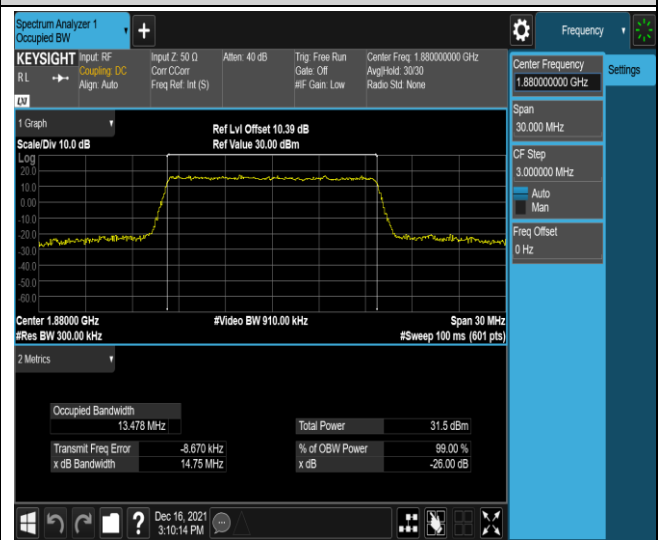 Spectrum Analyzer 1
Occupied BW
+
Frequency
KEYSIGHT
Input: RF
Coupling: DC
Align: Auto
Input Z: 50 Ω
Corr CCorr
Freq Ref: Int (S)
Atten: 40 dB
Trig: Free Run
Gate: Off
#IF Gain: Low
Center Freq: 1.880000000 GHz
Avg|Hold: 30/30
Radio Std: None
RL
LXI
Center Frequency
1.880000000 GHz
Settings
Span
30.000 MHz
CF Step
3.000000 MHz
Auto
Man
Freq Offset
0 Hz
1 Graph
Scale/Div 10.0 dB
Ref Lvl Offset 10.39 dB
Ref Value 30.00 dBm
Log
20.0
10.0
0.00
-10.0
-20.0
-30.0
-40.0
-50.0
-60.0
Center 1.88000 GHz
#Res BW 300.00 kHz
#Video BW 910.00 kHz
Span 30 MHz
#Sweep 100 ms (601 pts)
2 Metrics
Occupied Bandwidth
13.478 MHz
Total Power 31.5 dBm
Transmit Freq Error -8.670 kHz
% of OBW Power 99.00 %
x dB Bandwidth 14.75 MHz
x dB -26.00 dB
?
Dec 16, 2021
3:10:14 PM